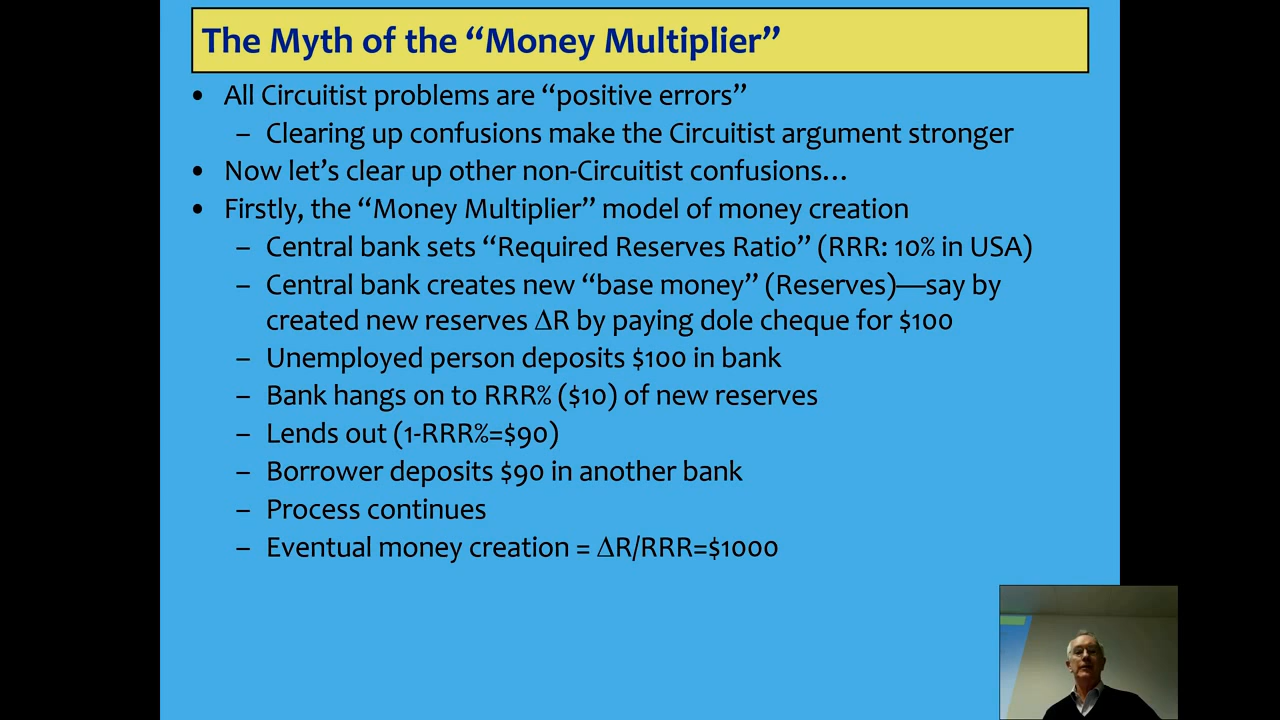 The Myth of the “Money Multiplier”
• All Circuitist problems are “positive errors”
– Clearing up confusions make the Circuitist argument stronger
• Now let’s clear up other non-Circuitist confusions…
• Firstly, the “Money Multiplier” model of money creation
– Central bank sets “Required Reserves Ratio” (RRR: 10% in USA)
– Central bank creates new “base money” (Reserves)—say by
created new reserves ∆R by paying dole cheque for $100
– Unemployed person deposits $100 in bank
– Bank hangs on to RRR% ($10) of new reserves
– Lends out (1-RRR%=$90)
– Borrower deposits $90 in another bank
– Process continues
– Eventual money creation = ∆R/RRR=$1000